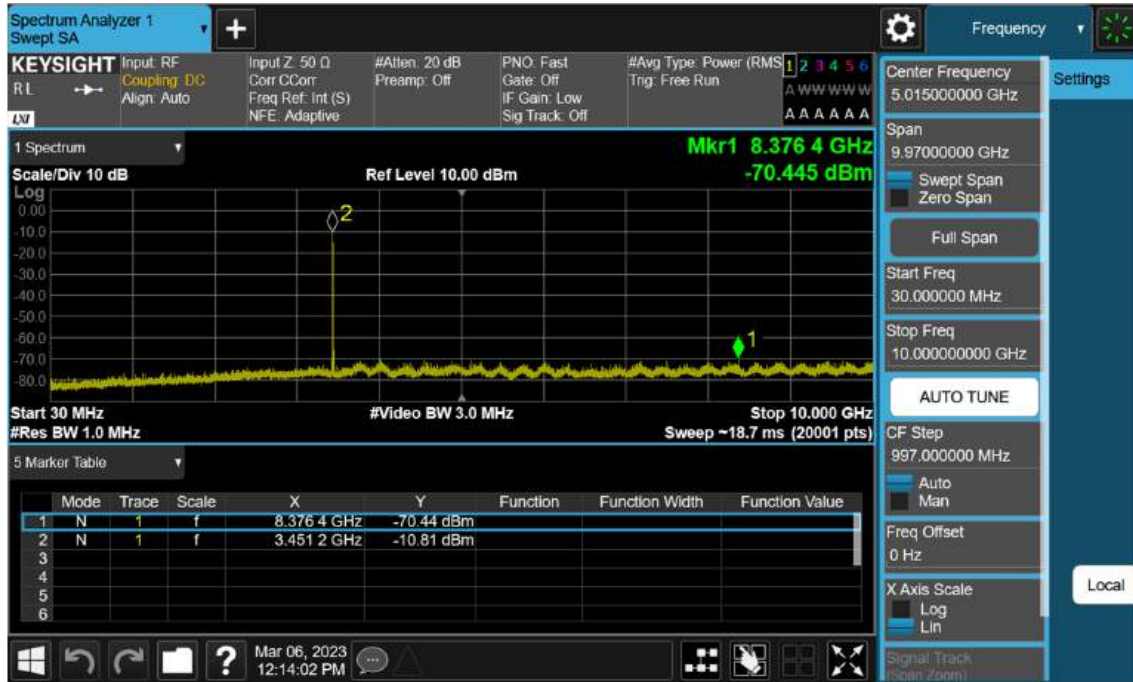 Spectrum Analyzer 1
Swept SA
+
Frequency
KEYSIGHT
RL
LXI
Input: RF
Coupling: DC
Align: Auto
Input Z: 50 Ω
Corr CCorr
Freq Ref: Int (S)
NFE: Adaptive
#Atten: 20 dB
Preamp: Off
PNO: Fast
Gate: Off
IF Gain: Low
Sig Track: Off
#Avg Type: Power (RMS
Trig: Free Run
1 2 3 4 5 6
A W W W W W
A A A A A A
1 Spectrum
Mkr1 8.376 4 GHz
Scale/Div 10 dB
Ref Level 10.00 dBm
-70.445 dBm
Log
0.00
-10.0
-20.0
-30.0
-40.0
-50.0
-60.0
-70.0
-80.0
2
1
Start 30 MHz
#Video BW 3.0 MHz
Stop 10.000 GHz
#Res BW 1.0 MHz
Sweep ~18.7 ms (20001 pts)
5 Marker Table
Mode Trace Scale X Y Function Function Width Function Value
1 N 1 f 8.376 4 GHz -70.44 dBm
2 N 1 f 3.451 2 GHz -10.81 dBm
3
4
5
6
?
Mar 06, 2023
12:14:02 PM
Center Frequency
5.015000000 GHz
Span
9.97000000 GHz
Swept Span
Zero Span
Full Span
Start Freq
30.000000 MHz
Stop Freq
10.000000000 GHz
AUTO TUNE
CF Step
997.000000 MHz
Auto
Man
Freq Offset
0 Hz
X Axis Scale
Log
Lin
Signal Track
(Span Zoom)
Settings
Local